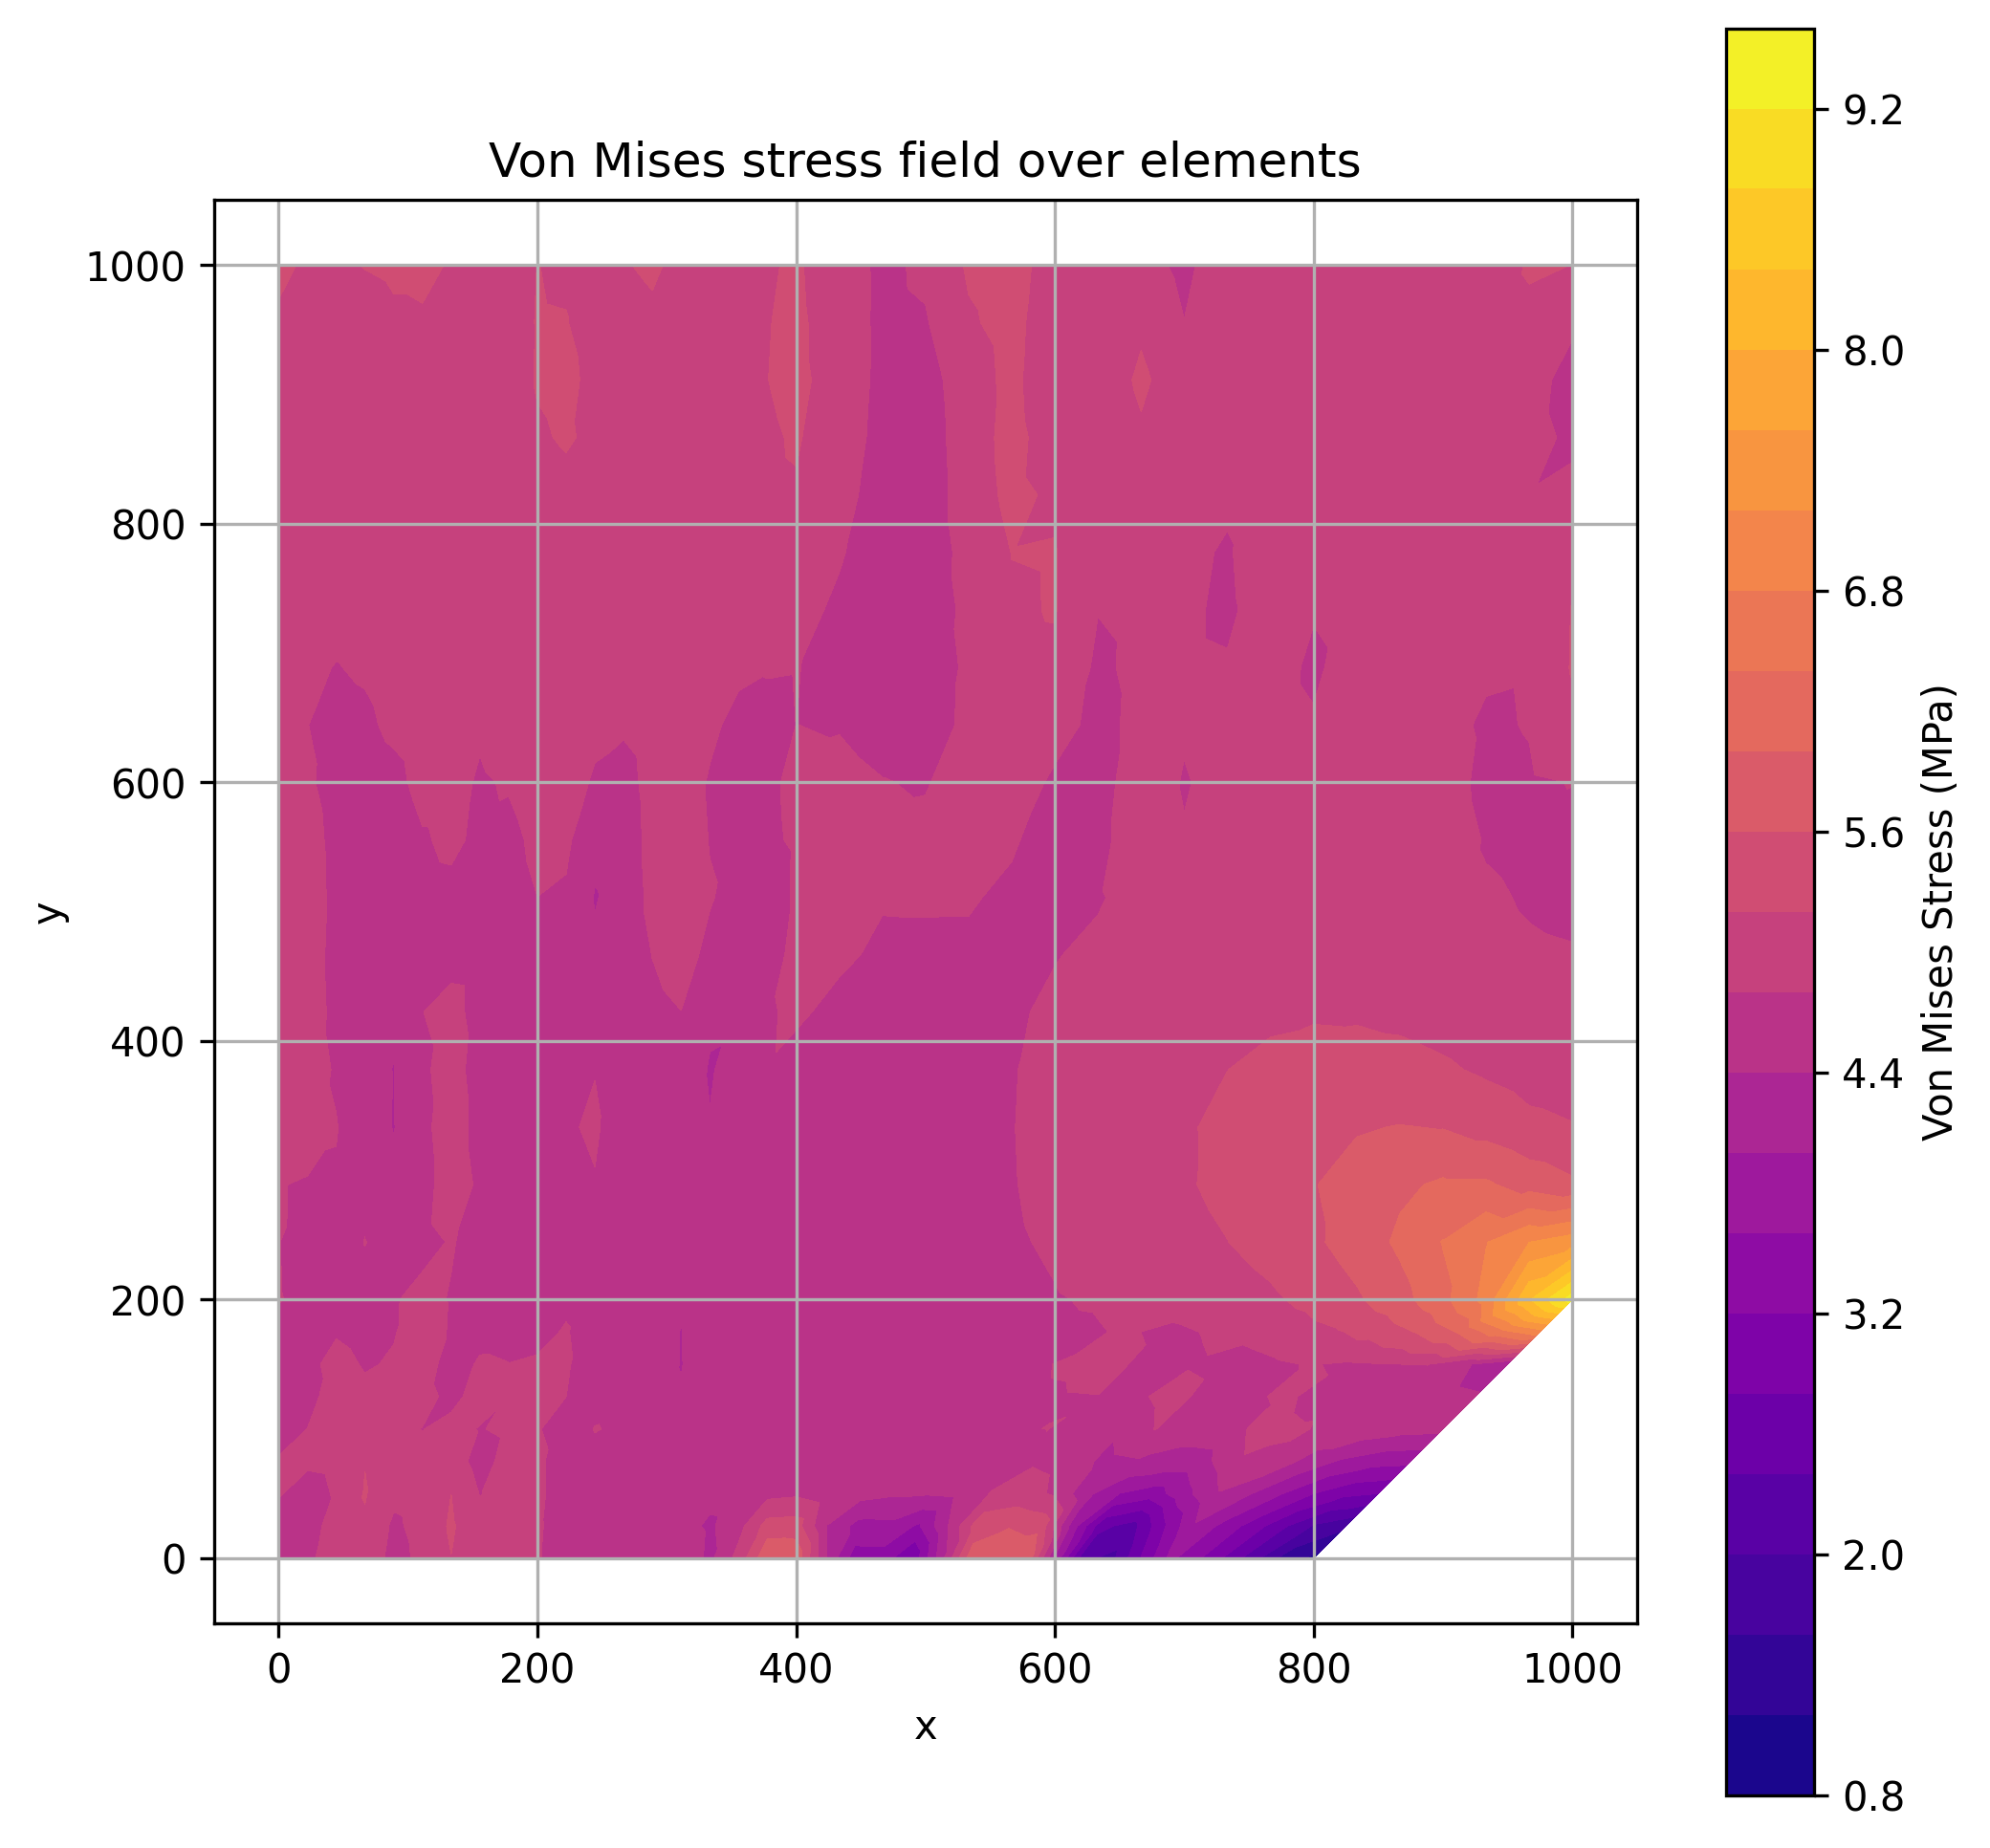 Von Mises stress field over elements
1000
800
600
400
200
0
y
0 200 400 600 800 1000
x
9.2
8.0
6.8
5.6
4.4
3.2
2.0
0.8
Von Mises Stress (MPa)